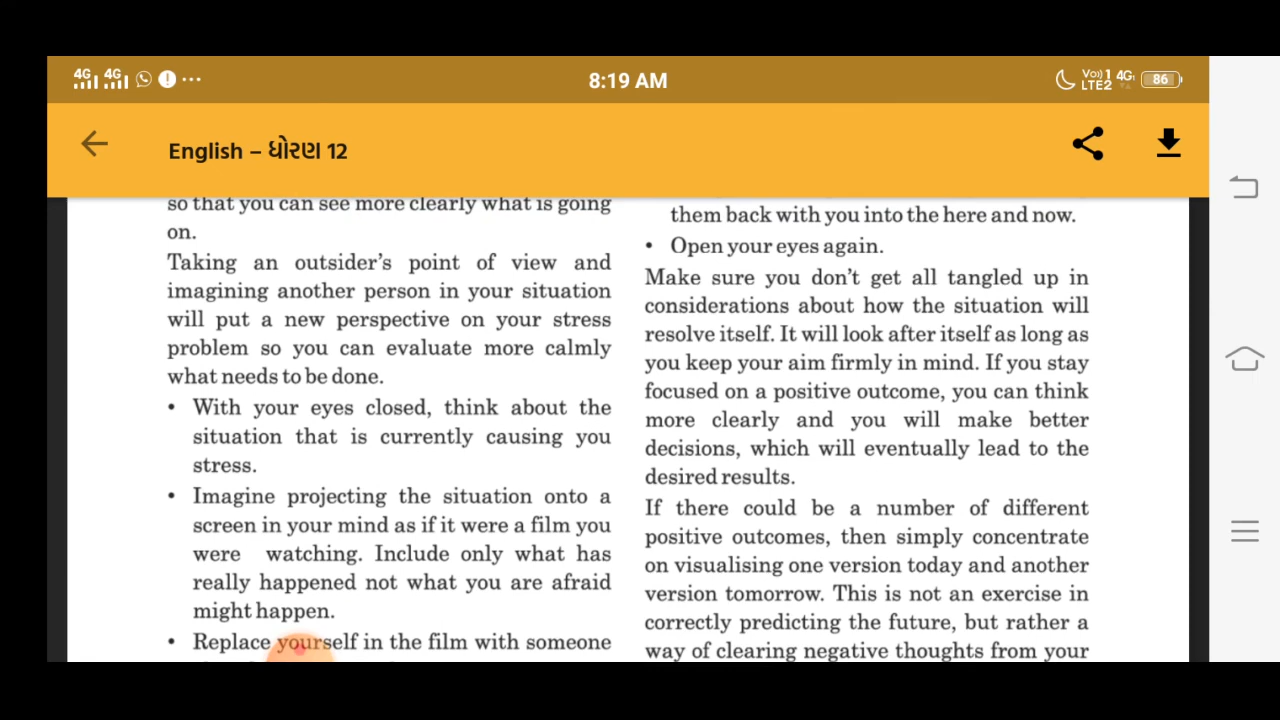 4G 4G
8:19 AM
Vo) 1 4G
LTE2
86
English – ધોરણ 12
so that you can see more clearly what is going
on.
Taking an outsider's point of view and
imagining another person in your situation
will put a new perspective on your stress
problem so you can evaluate more calmly
what needs to be done.
• With your eyes closed, think about the
situation that is currently causing you
stress.
• Imagine projecting the situation onto a
screen in your mind as if it were a film you
were watching. Include only what has
really happened not what you are afraid
might happen.
• Replace yourself in the film with someone
them back with you into the here and now.
• Open your eyes again.
Make sure you don't get all tangled up in
considerations about how the situation will
resolve itself. It will look after itself as long as
you keep your aim firmly in mind. If you stay
focused on a positive outcome, you can think
more clearly and you will make better
decisions, which will eventually lead to the
desired results.
If there could be a number of different
positive outcomes, then simply concentrate
on visualising one version today and another
version tomorrow. This is not an exercise in
correctly predicting the future, but rather a
way of clearing negative thoughts from your